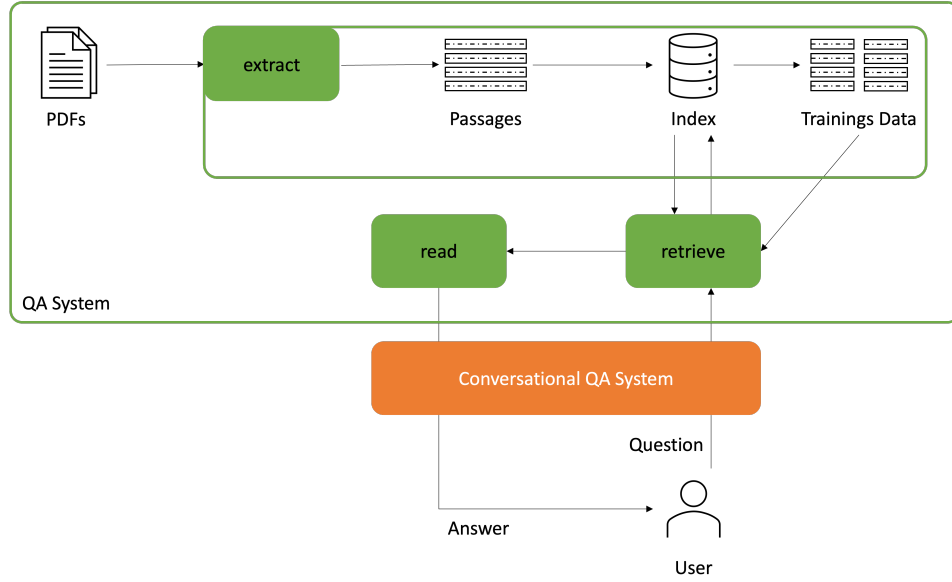 extract
PDFs
Passages
Index
Trainings Data
read
retrieve
QA System
Conversational QA System
Question
Answer
User